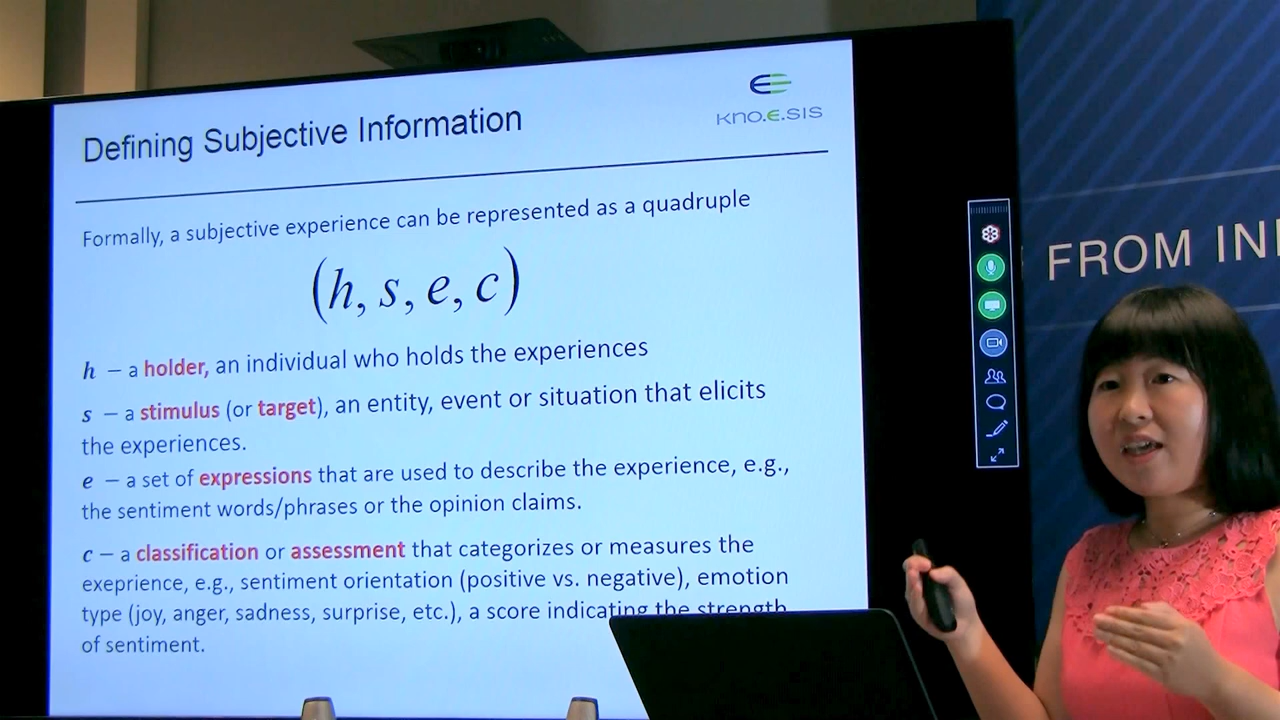 Defining Subjective Information
KNO.E.SIS
Formally, a subjective experience can be represented as a quadruple
(h, s, e, c)
h – a holder, an individual who holds the experiences
s – a stimulus (or target), an entity, event or situation that elicits
the experiences.
e – a set of expressions that are used to describe the experience, e.g.,
the sentiment words/phrases or the opinion claims.
c – a classification or assessment that categorizes or measures the
exeprience, e.g., sentiment orientation (positive vs. negative), emotion
type (joy, anger, sadness, surprise, etc.), a score indicating the strength
of sentiment.
FROM